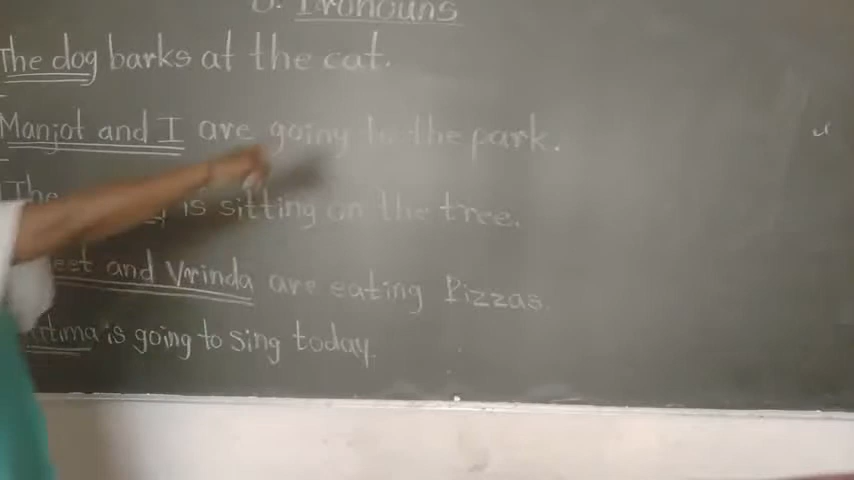 Pronouns
The dog barks at the cat.
Manjot and I are going to the park.
The is sitting on the tree.
and Vrinda are eating Pizzas.
is going to sing today.